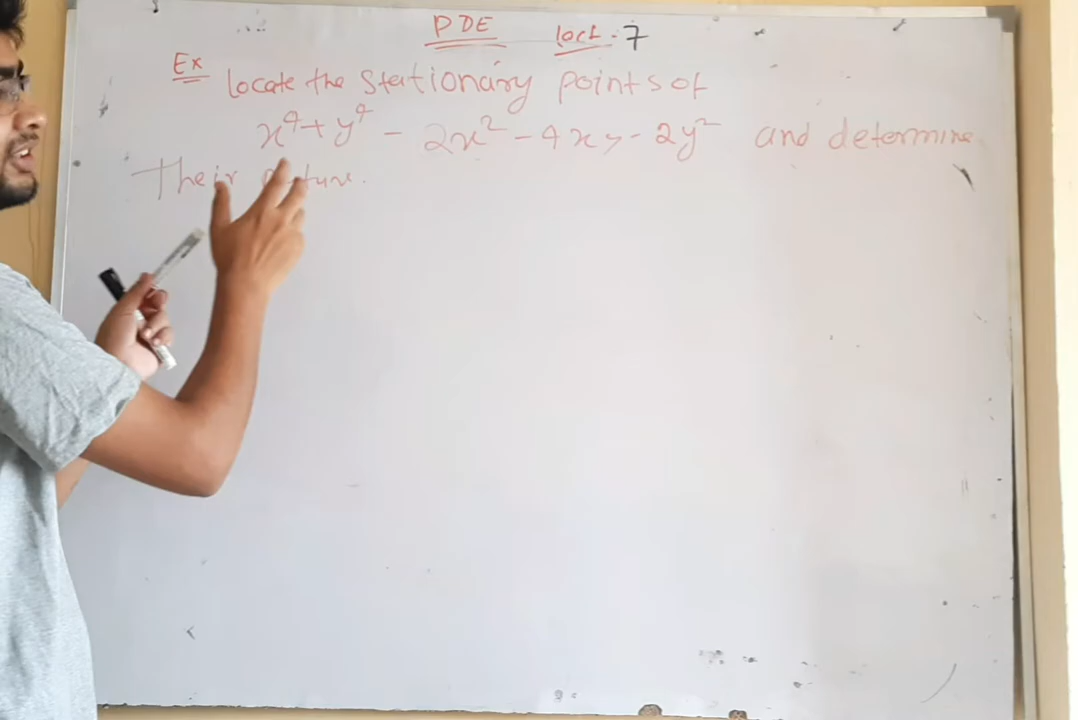 PDE Lect. 7
Ex Locate the Stationary points of
x⁴ + y⁴ - 2x² - 4xy - 2y² and determine
Their